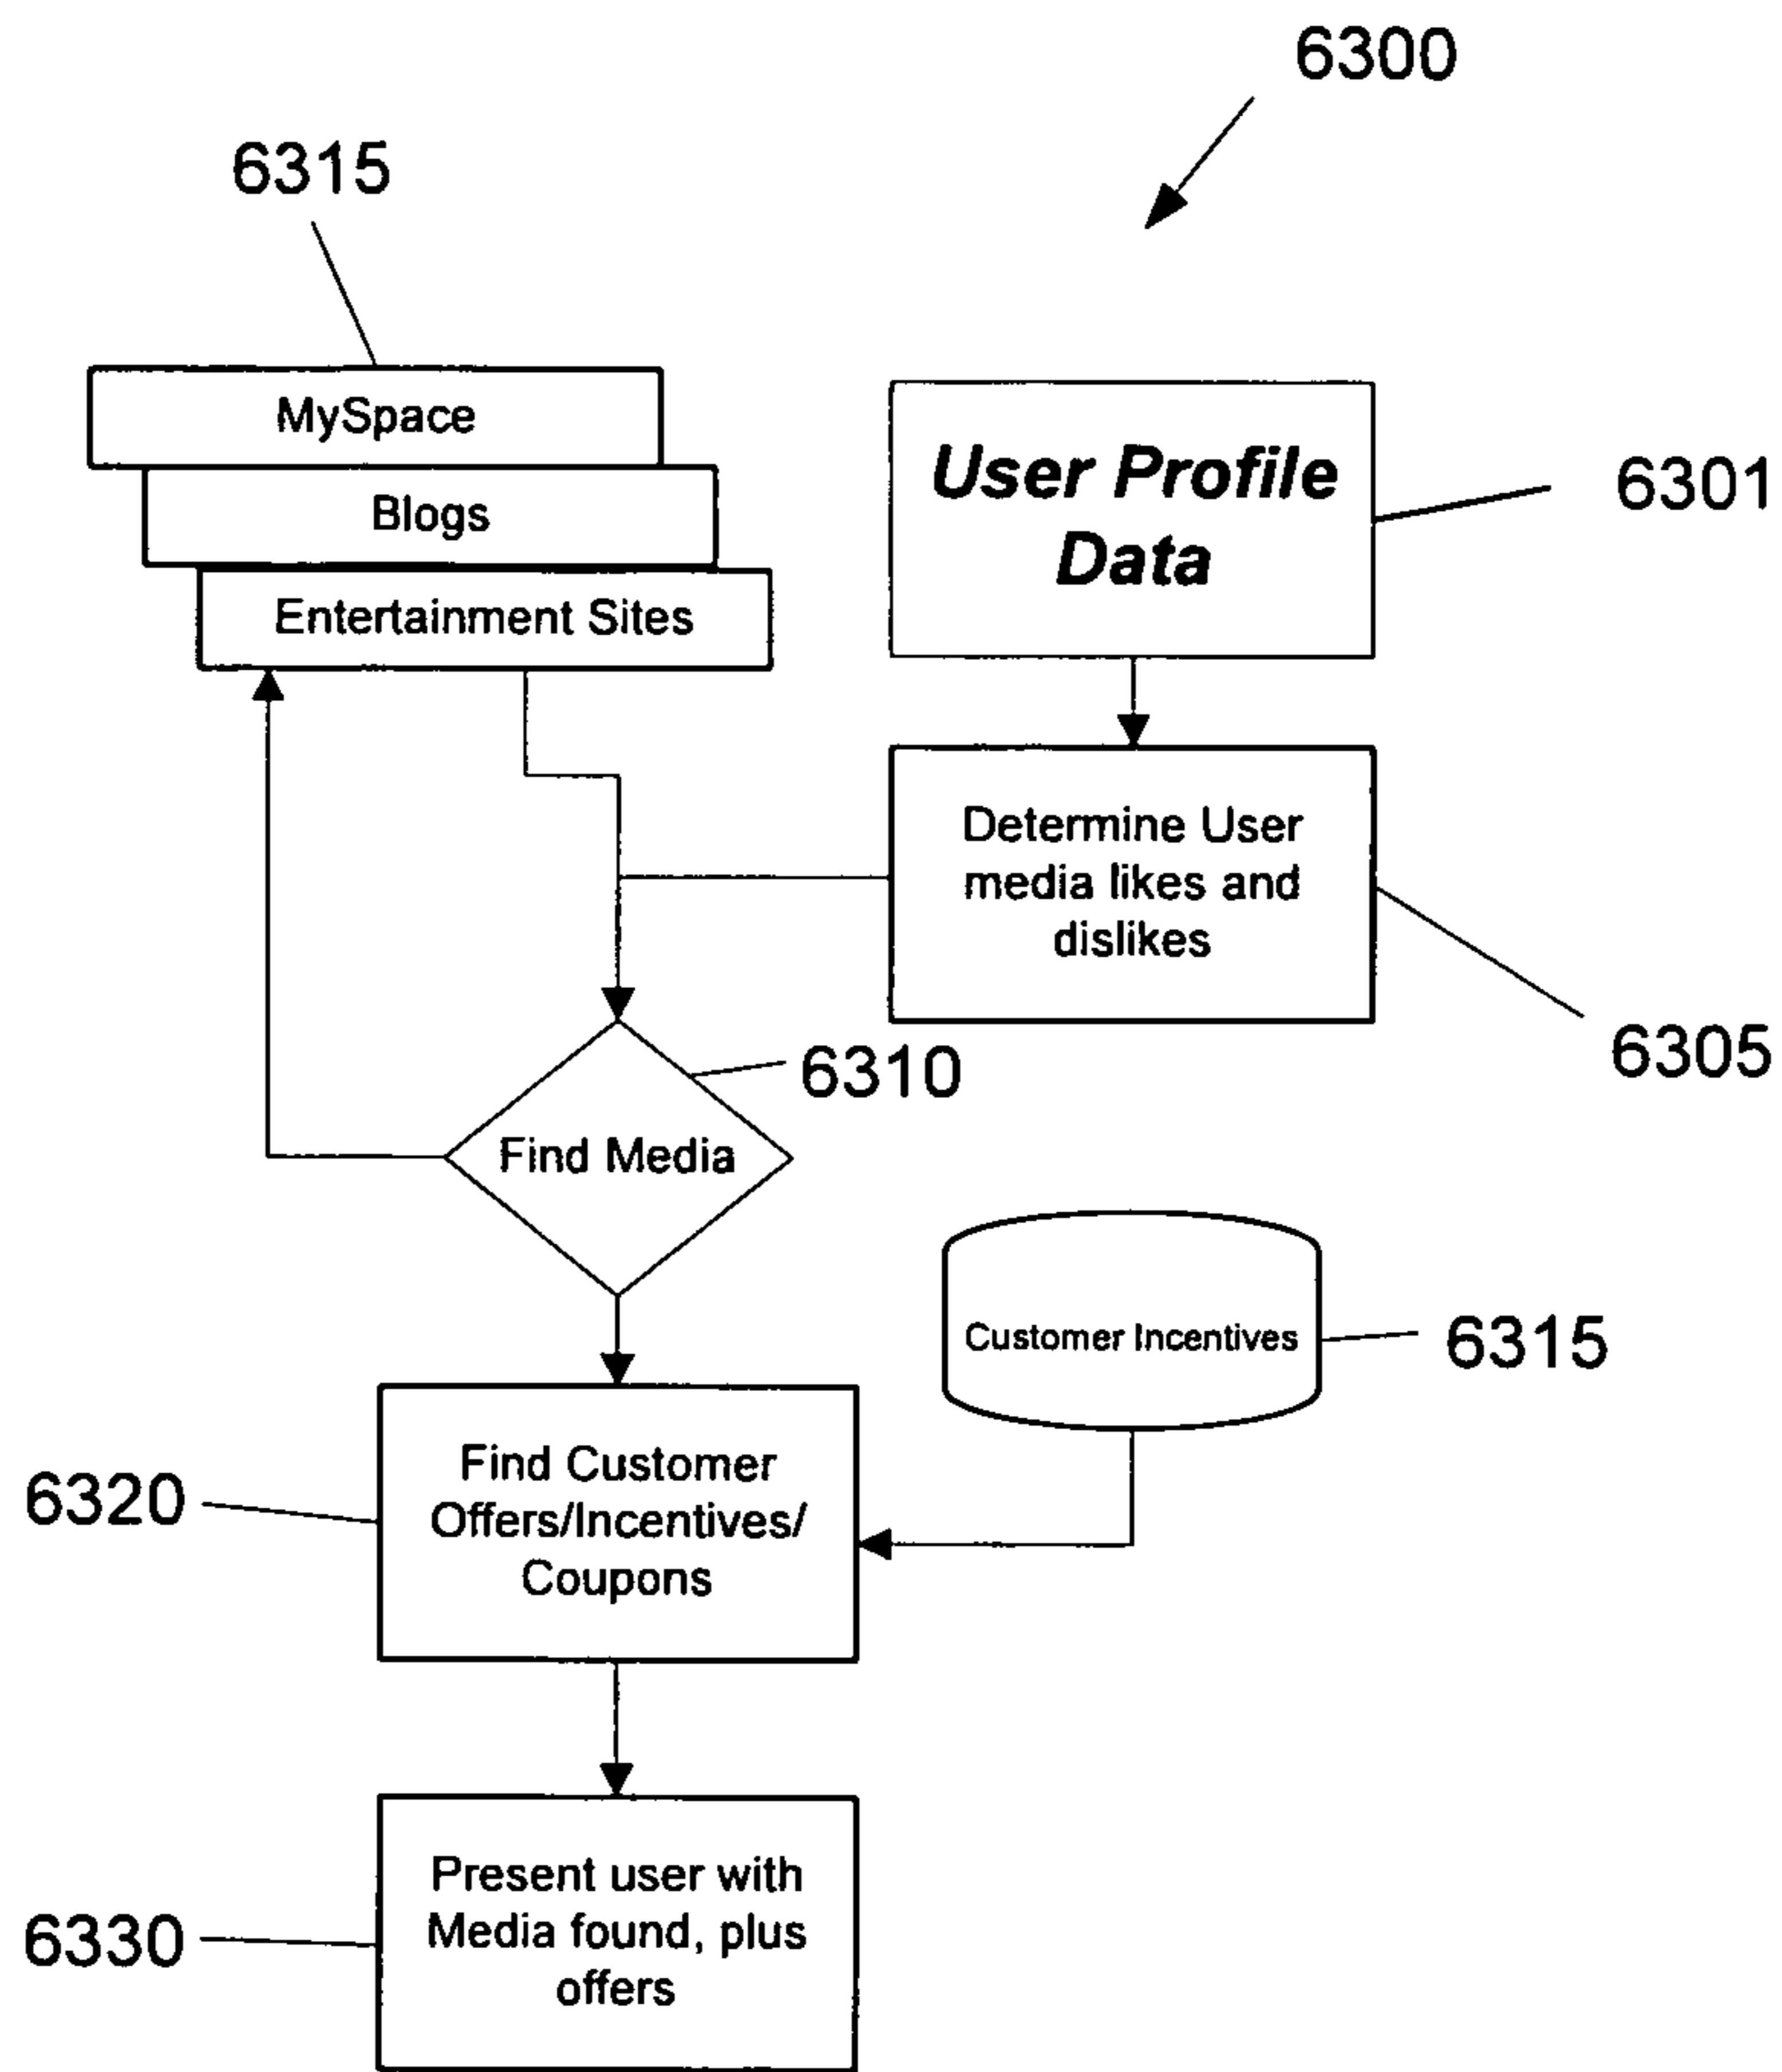 6300
6315
MySpace
Blogs
Entertainment Sites
User Profile
Data
6301
Determine User
media likes and
dislikes
6305
6310
Find Media
Customer Incentives
6315
6320
Find Customer
Offers/Incentives/
Coupons
6330
Present user with
Media found, plus
offers